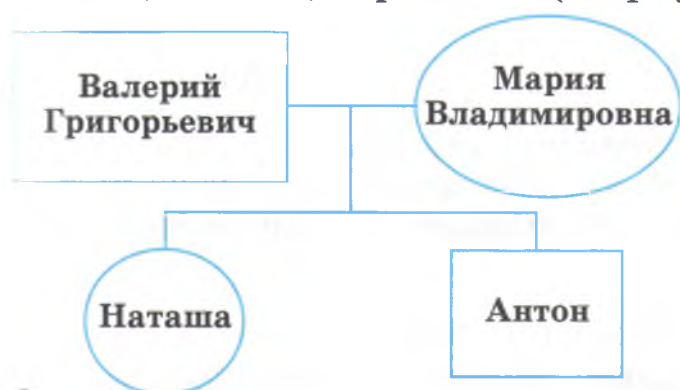 Валерий
Григорьевич
Мария
Владимировна
Наташа
Антон